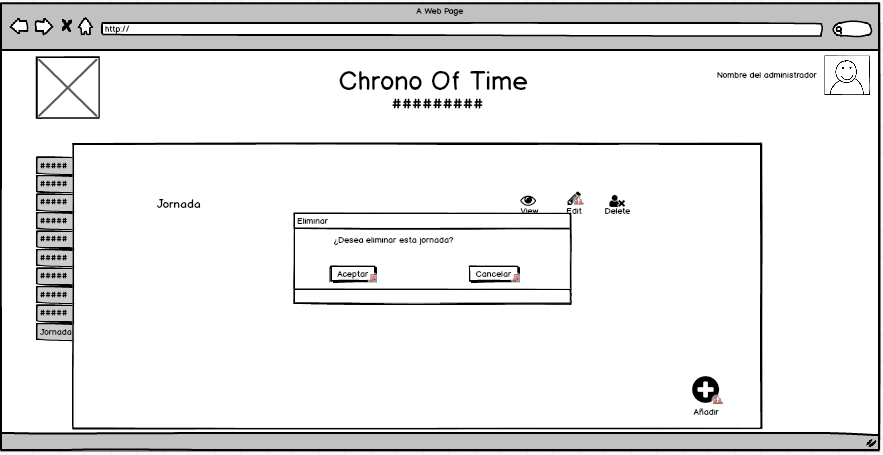 A Web Page
http://
Chrono Of Time
#########
Nombre del administrador
#####
#####
#####
#####
#####
#####
#####
#####
#####
Jornada
Jornada
View
Edit
Delete
Eliminar
¿Desea eliminar esta jornada?
Aceptar
Cancelar
Añadir